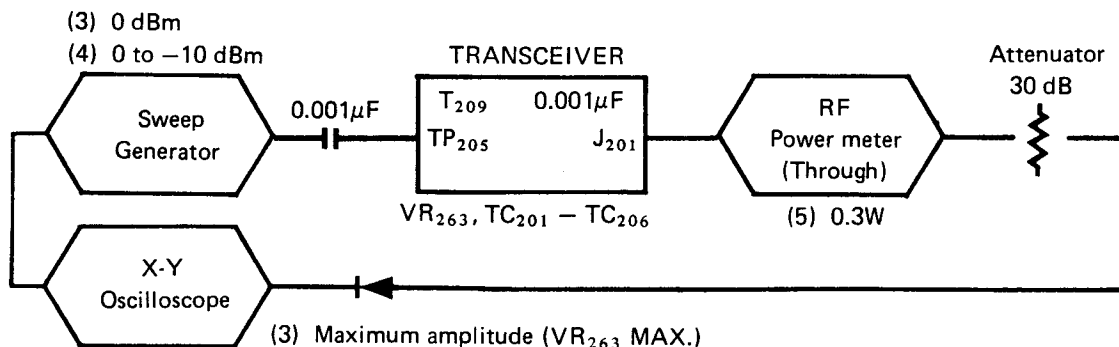 (3) 0 dBm
(4) 0 to −10 dBm
Sweep
Generator
0.001μF
TRANSCEIVER
T209 0.001μF
TP205 J201
VR263, TC201 − TC206
RF
Power meter
(Through)
(5) 0.3W
Attenuator
30 dB
X-Y
Oscilloscope
(3) Maximum amplitude (VR263 MAX.)